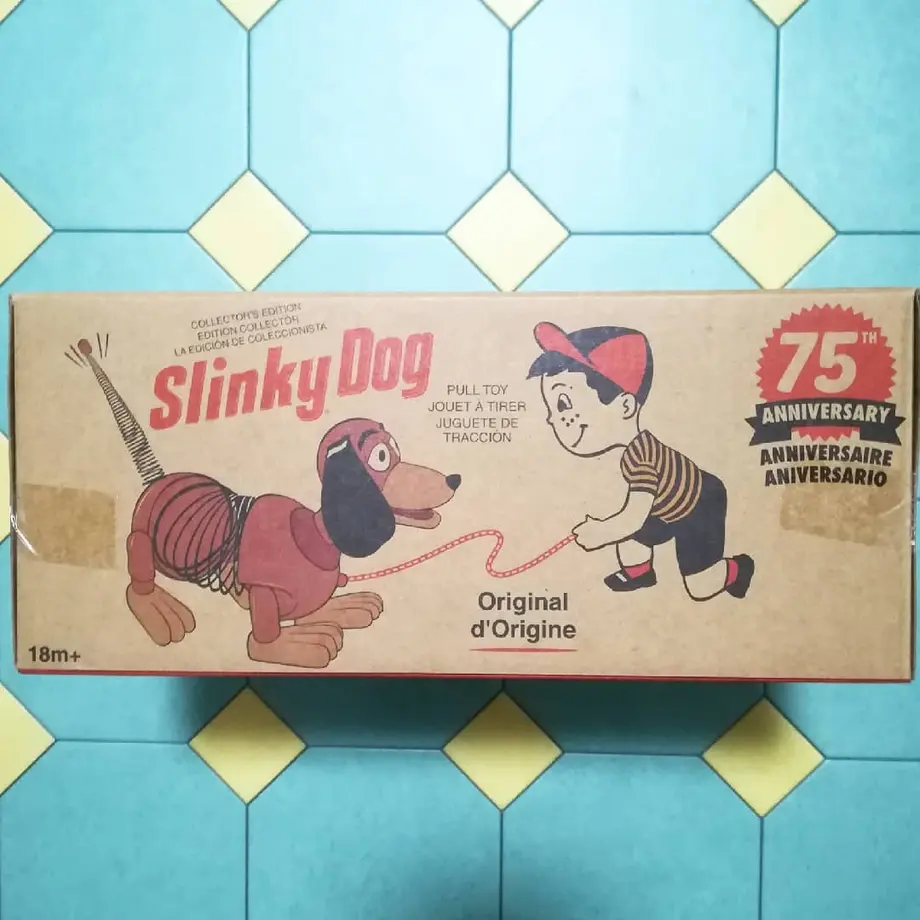 COLLECTOR'S EDITION
EDITION COLLECTOR
LA EDICIÓN DE COLECCIONISTA
Slinky Dog
PULL TOY
JOUET À TIRER
JUGUETE DE
TRACCIÓN
75TH
ANNIVERSARY
ANNIVERSAIRE
ANIVERSARIO
Original
d'Origine
18m+